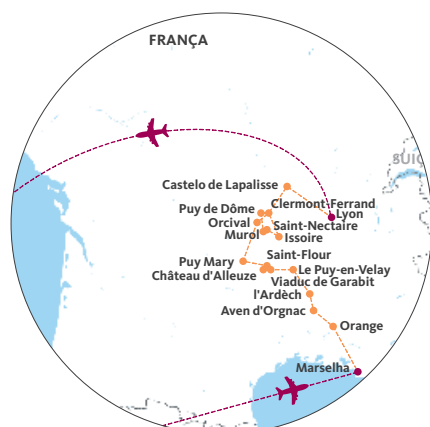 FRANÇA
SUIÇ
Castelo de Lapalisse
Clermont-Ferrand
Puy de Dôme
Lyon
Orcival
Saint-Nectaire
Murol
Issoire
Saint-Flour
Puy Mary
Le Puy-en-Velay
Château d'Alleuze
Viaduc de Garabit
l'Ardèch
Aven d'Orgnac
Orange
Marselha